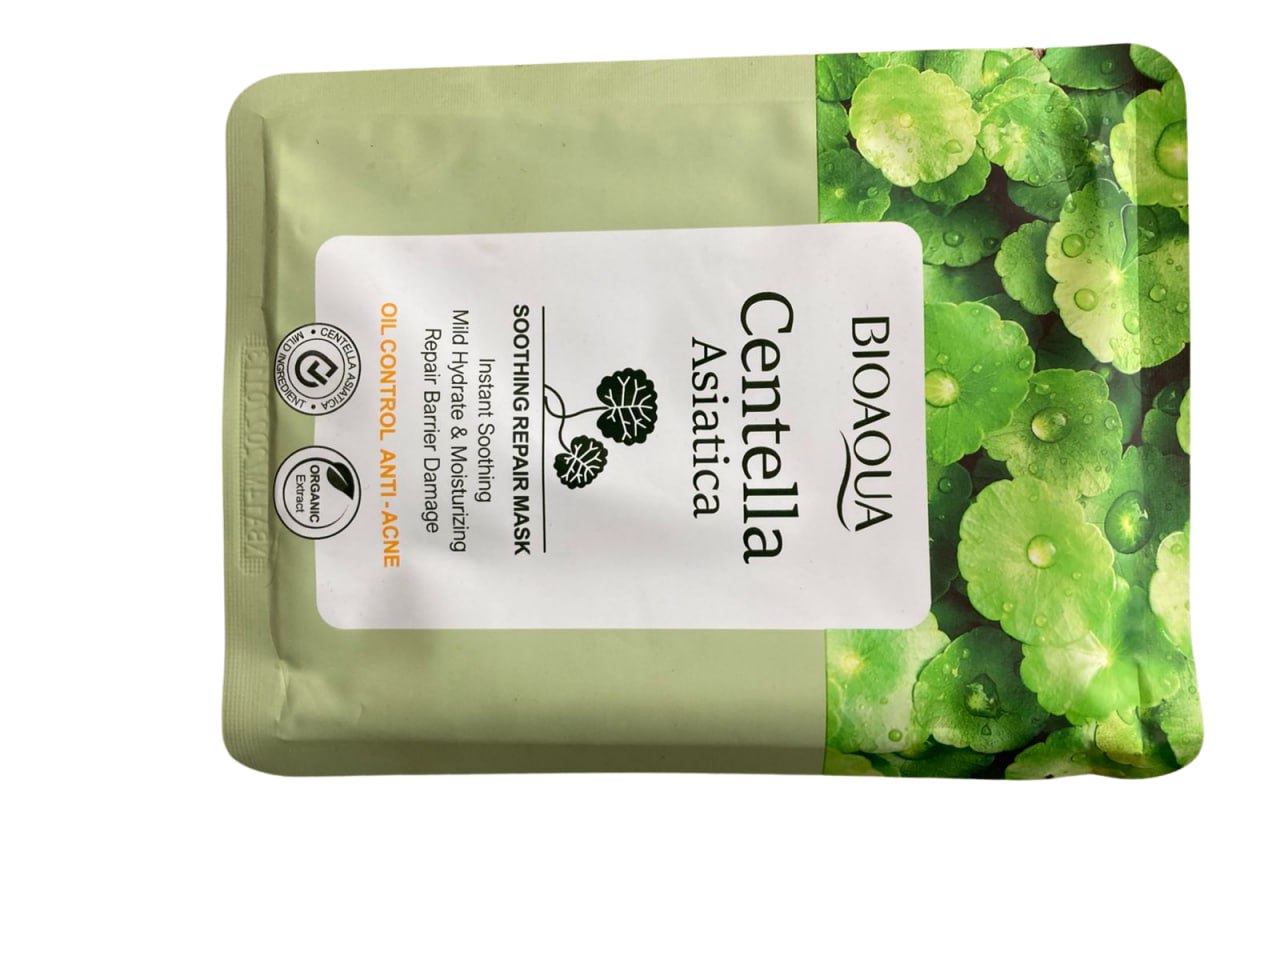 BIOAQUA
Centella
Asiatica
SOOTHING REPAIR MASK
Instant Soothing
Mild Hydrate & Moisturizing
Repair Barrier Damage
OIL CONTROL ANTI-ACNE
CENTELLA ASIATICA
MILD INGREDIENT
ORGANIC
Extract